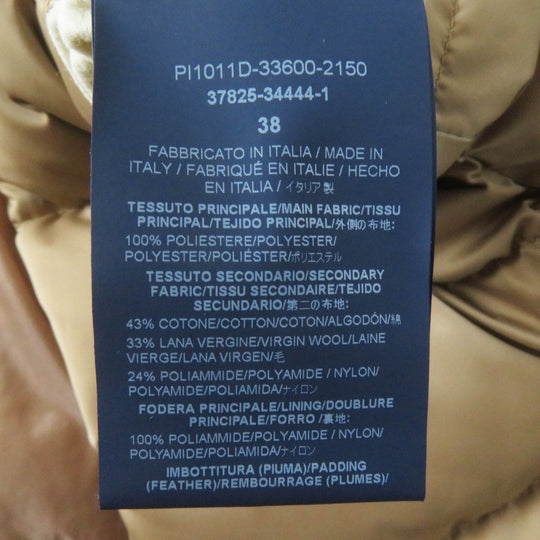 PI1011D-33600-2150
37825-34444-1
38
FABBRICATO IN ITALIA / MADE IN
ITALY / FABRIQUÉ EN ITALIE / HECHO
EN ITALIA / イタリア製
TESSUTO PRINCIPALE/MAIN FABRIC/TISSU
PRINCIPAL/TEJIDO PRINCIPAL/外側の布地:
100% POLIESTERE/POLYESTER/
POLYESTER/POLIÉSTER/ポリエステル
TESSUTO SECONDARIO/SECONDARY
FABRIC/TISSU SECONDAIRE/TEJIDO
SECUNDARIO/第二の布地:
43% COTONE/COTTON/COTON/ALGODÓN/綿
33% LANA VERGINE/VIRGIN WOOL/LAINE
VIERGE/LANA VIRGEN/毛
24% POLIAMMIDE/POLYAMIDE / NYLON/
POLYAMIDE/POLIAMIDA/ナイロン
FODERA PRINCIPALE/LINING/DOUBLURE
PRINCIPALE/FORRO /裏地:
100% POLIAMMIDE/POLYAMIDE / NYLON/
POLYAMIDE/POLIAMIDA/ナイロン
IMBOTTITURA (PIUMA)/PADDING
(FEATHER)/REMBOURRAGE (PLUMES)/